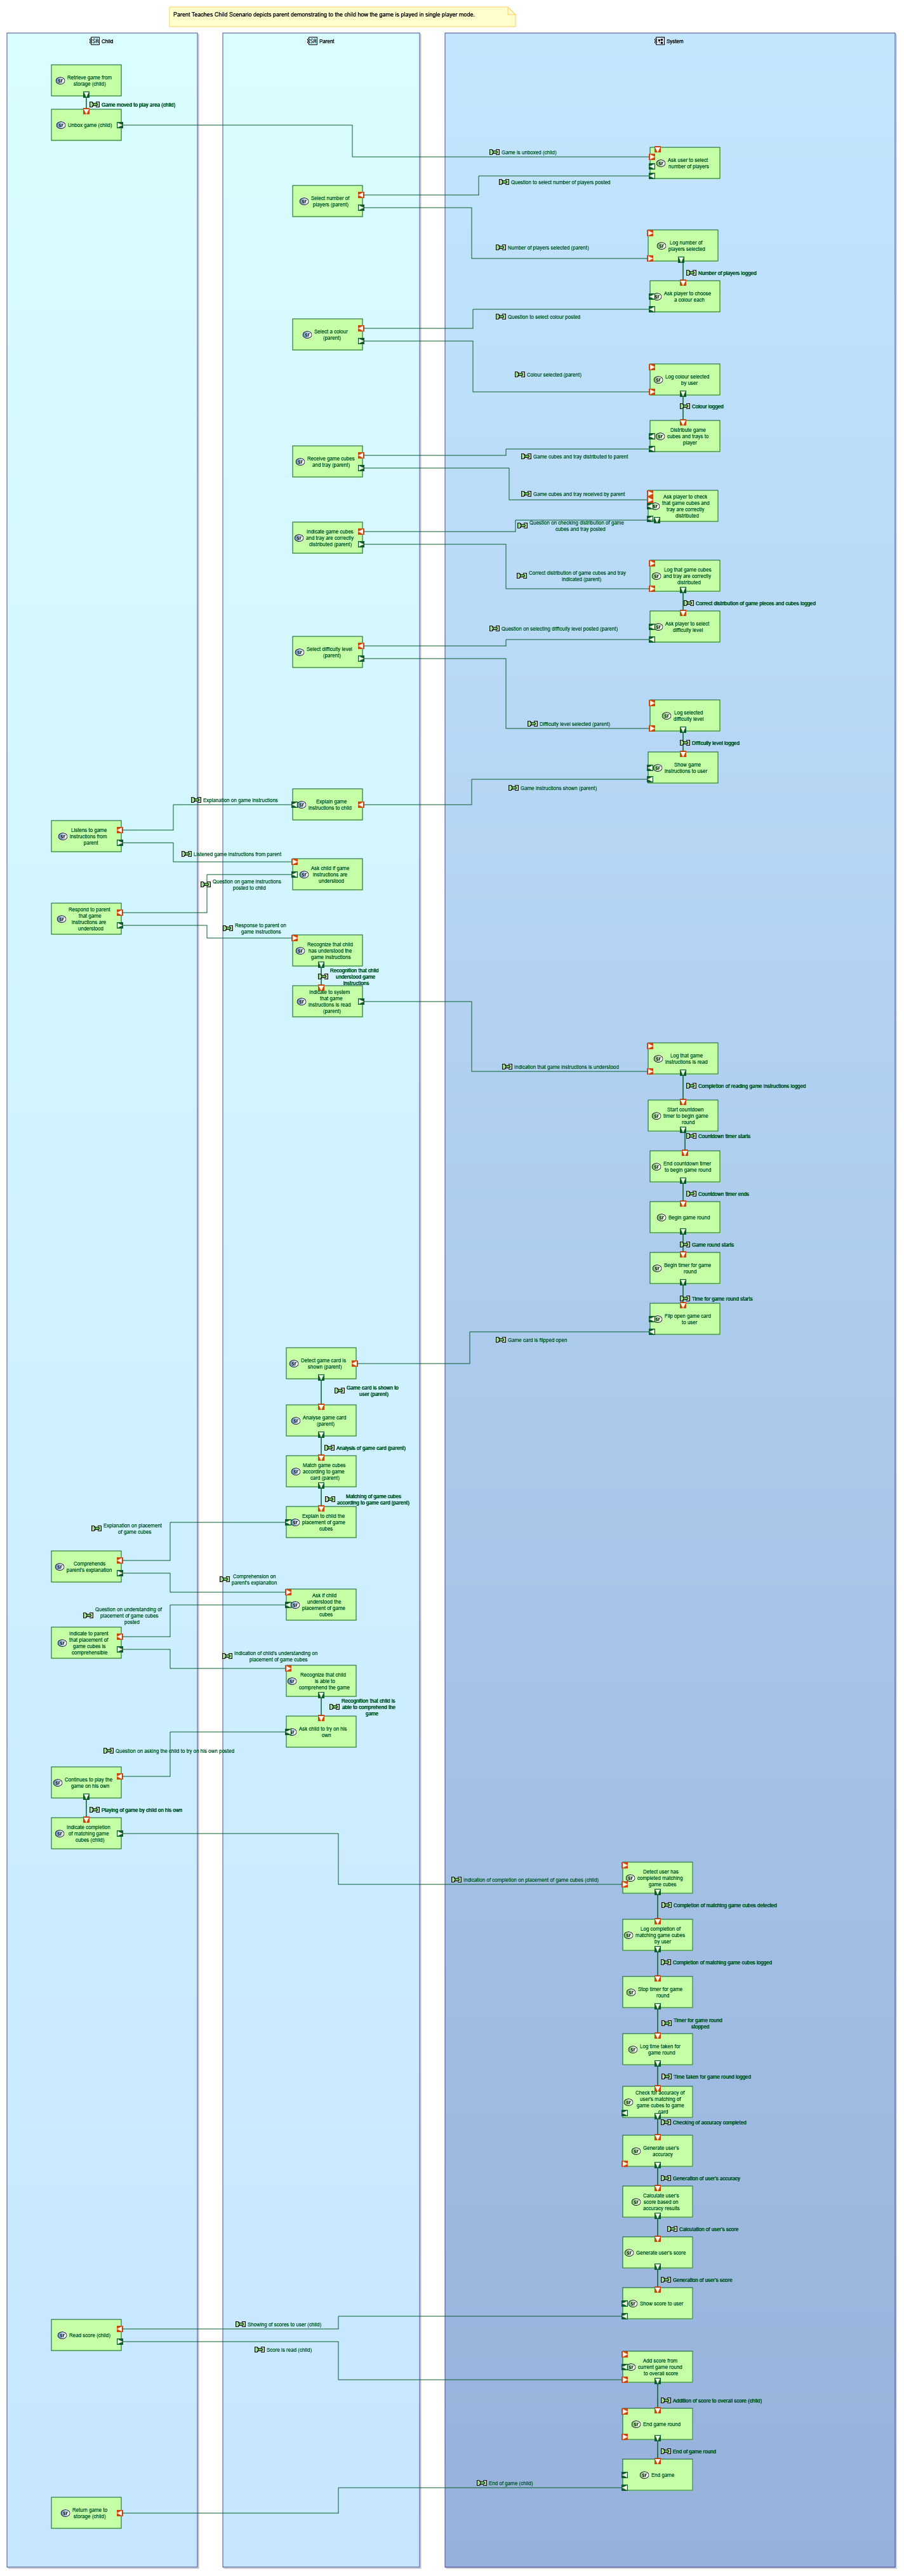 Parent Teaches Child Scenario depicts parent demonstrating to the child how the game is played in single player mode.
SR Child
SR Parent
System
Retrieve game from
storage (child)
Game moved to play area (child)
Unbox game (child)
Game is unboxed (child)
Ask user to select
number of players
Question to select number of players posted
Select number of
players (parent)
Number of players selected (parent)
Log number of
players selected
Number of players logged
Ask player to choose
a colour each
Question to select colour posted
Select a colour
(parent)
Colour selected (parent)
Log colour selected
by user
Colour logged
Distribute game
cubes and trays to
player
Game cubes and tray distributed to parent
Receive game cubes
and tray (parent)
Game cubes and tray received by parent
Ask player to check
that game cubes and
tray are correctly
distributed
Question on checking distribution of game
cubes and tray posted
Indicate game cubes
and tray are correctly
distributed (parent)
Correct distribution of game cubes and tray
indicated (parent)
Log that game cubes
and tray are correctly
distributed
Correct distribution of game pieces and cubes logged
Ask player to select
difficulty level
Question on selecting difficulty level posted (parent)
Select difficulty level
(parent)
Difficulty level selected (parent)
Log selected
difficulty level
Difficulty level logged
Show game
instructions to user
Game instructions shown (parent)
Explain game
instructions to child
Explanation on game instructions
Listens to game
instructions from
parent
Listened game instructions from parent
Ask child if game
instructions are
understood
Question on game instructions
posted to child
Respond to parent
that game
instructions are
understood
Response to parent on
game instructions
Recognize that child
has understood the
game instructions
Recognition that child
understood game
instructions
Indicate to system
that game
instructions is read
(parent)
Indication that game instructions is understood
Log that game
instructions is read
Completion of reading game instructions logged
Start countdown
timer to begin game
round
Countdown timer starts
End countdown timer
to begin game round
Countdown timer ends
Begin game round
Game round starts
Begin timer for game
round
Time for game round starts
Flip open game card
to user
Game card is flipped open
Detect game card is
shown (parent)
Game card is shown to
user (parent)
Analyse game card
(parent)
Analysis of game card (parent)
Match game cubes
according to game
card (parent)
Matching of game cubes
according to game card (parent)
Explain to child the
placement of game
cubes
Explanation on placement
of game cubes
Comprehends
parent's explanation
Comprehension on
parent's explanation
Ask if child
understood the
placement of game
cubes
Question on understanding of
placement of game cubes
posted
Indicate to parent
that placement of
game cubes is
comprehensible
Indication of child's understanding on
placement of game cubes
Recognize that child
is able to
comprehend the game
Recognition that child is
able to comprehend the
game
Ask child to try on his
own
Question on asking the child to try on his own posted
Continues to play the
game on his own
Playing of game by child on his own
Indicate completion
of matching game
cubes (child)
Indication of completion on placement of game cubes (child)
Detect user has
completed matching
game cubes
Completion of matching game cubes detected
Log completion of
matching game cubes
by user
Completion of matching game cubes logged
Stop timer for game
round
Timer for game round
stopped
Log time taken for
game round
Time taken for game round logged
Check for accuracy of
user's matching of
game cubes to game
card
Checking of accuracy completed
Generate user's
accuracy
Generation of user's accuracy
Calculate user's
score based on
accuracy results
Calculation of user's score
Generate user's score
Generation of user's score
Show score to user
Showing of scores to user (child)
Read score (child)
Score is read (child)
Add score from
current game round
to overall score
Addition of score to overall score (child)
End game round
End of game round
End game
End of game (child)
Return game to
storage (child)